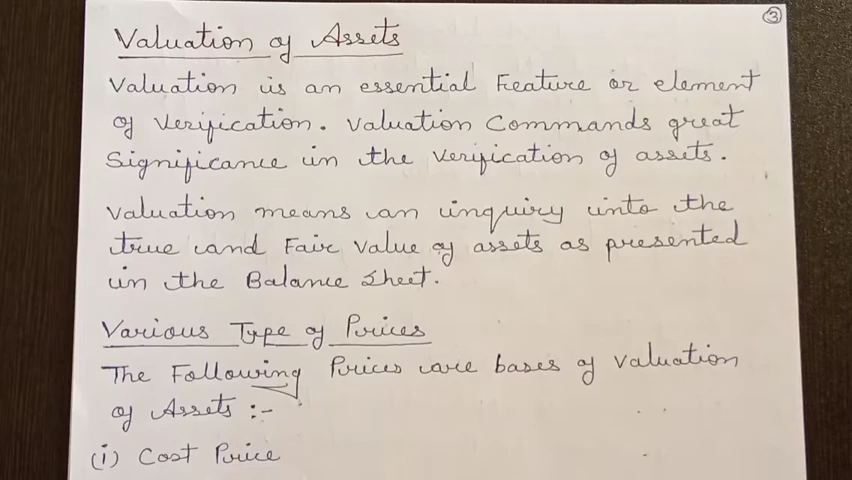 3
Valuation of Assets
Valuation is an essential Feature or element
of Verification. Valuation Commands great
Significance in the verification of assets.
Valuation means an inquiry into the
true and Fair Value of assets as presented
in the Balance Sheet.
Various Type of Prices
The Following Prices are bases of Valuation
of Assets :-
(i) Cost Price